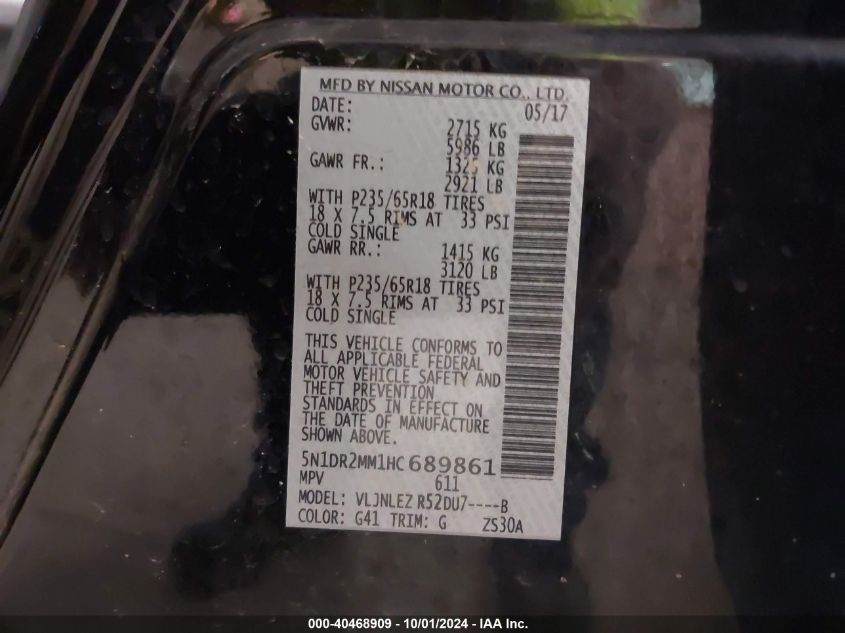 MFD BY NISSAN MOTOR CO., LTD.
DATE: 05/17
GVWR: 2715 KG
5986 LB
GAWR FR.: 1325 KG
2921 LB
WITH P235/65R18 TIRES
18 X 7.5 RIMS AT 33 PSI
COLD SINGLE
GAWR RR.: 1415 KG
3120 LB
WITH P235/65R18 TIRES
18 X 7.5 RIMS AT 33 PSI
COLD SINGLE
THIS VEHICLE CONFORMS TO
ALL APPLICABLE FEDERAL
MOTOR VEHICLE SAFETY AND
THEFT PREVENTION
STANDARDS IN EFFECT ON
THE DATE OF MANUFACTURE
SHOWN ABOVE.
5N1DR2MM1HC689861
MPV 611
MODEL: VLJNLEZ R52DU7----B
COLOR: G41 TRIM: G ZS30A
000-40468909 - 10/01/2024 - IAA Inc.